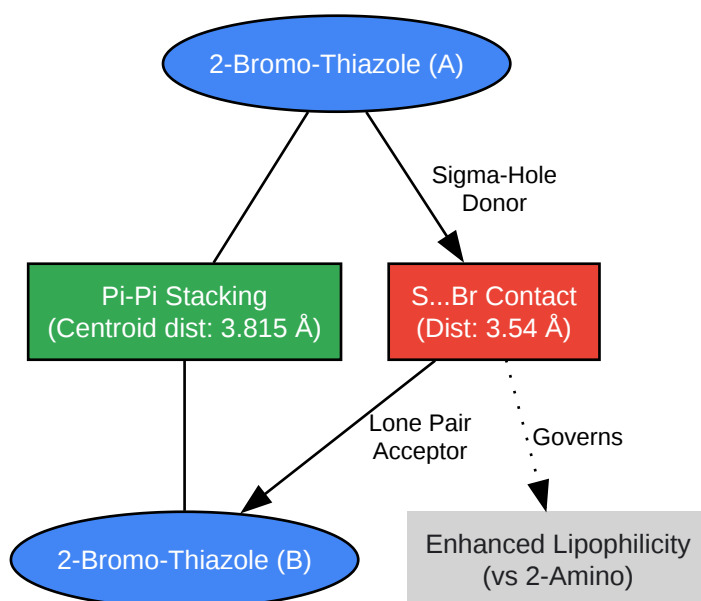 2-Bromo-Thiazole (A)
Sigma-Hole
Donor
Pi-Pi Stacking
(Centroid dist: 3.815 Å)
S...Br Contact
(Dist: 3.54 Å)
Lone Pair
Acceptor
Governs
2-Bromo-Thiazole (B)
Enhanced Lipophilicity
(vs 2-Amino)